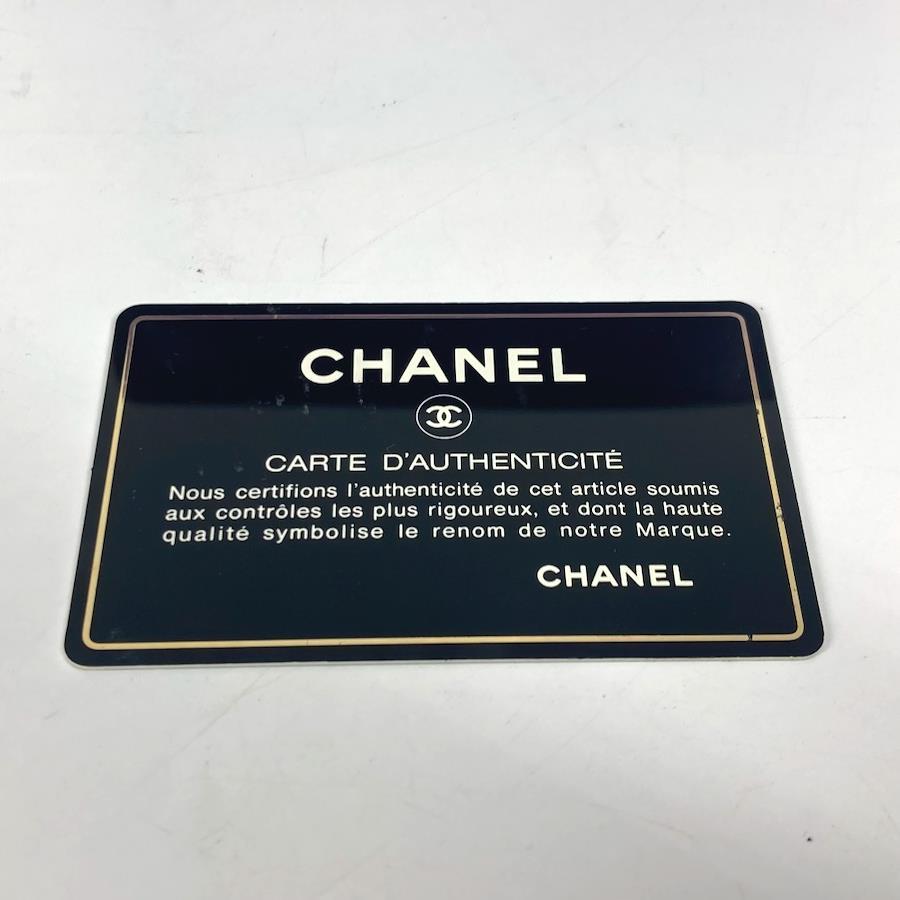 CHANEL
CARTE D'AUTHENTICITÉ
Nous certifions l'authenticité de cet article soumis
aux contrôles les plus rigoureux, et dont la haute
qualité symbolise le renom de notre Marque.
CHANEL